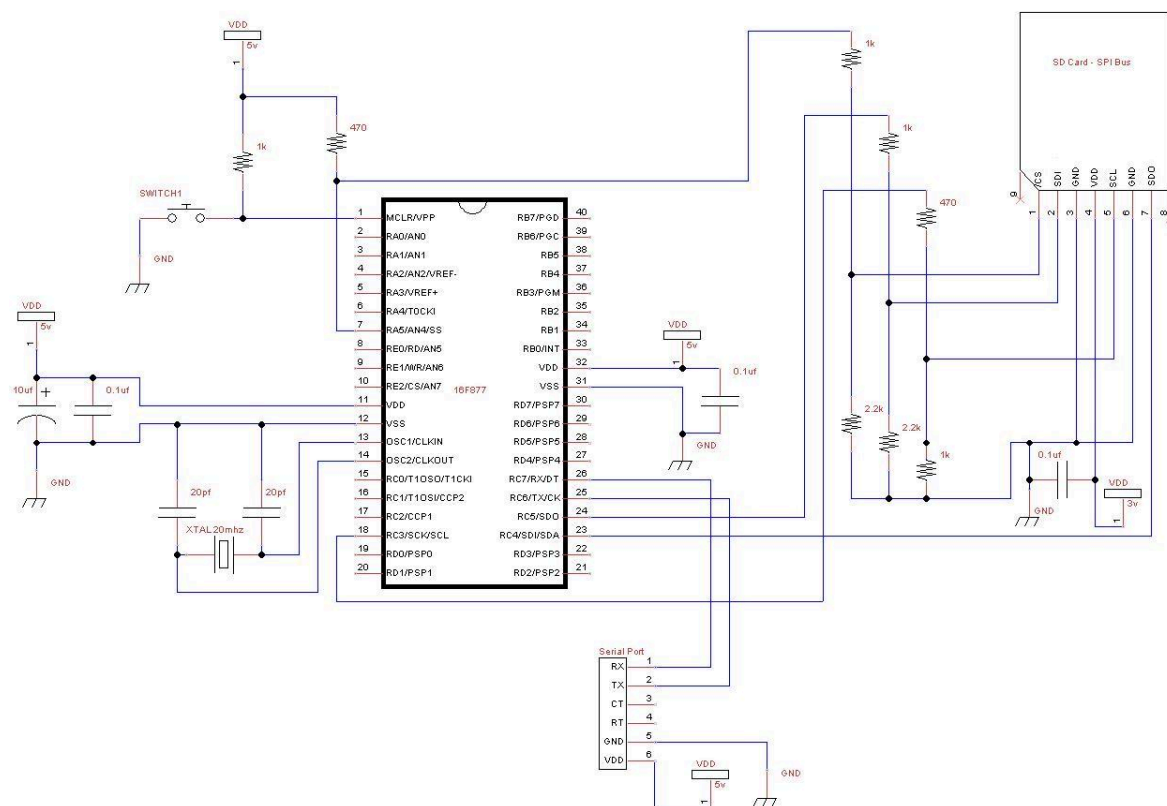 VDD
5v
1
1k
470
SWITCH1
GND
1k
1k
470
SD Card - SPI Bus
9
/CS
SDI
GND
VDD
SCL
GND
SDO
1
2
3
4
5
6
7
8
VDD
5v
1
10uf
+
0.1uf
GND
20pf
20pf
XTAL20mhz
16F877
1 MCLR/VPP RB7/PGD 40
2 RA0/AN0 RB6/PGC 39
3 RA1/AN1 RB5 38
4 RA2/AN2/VREF- RB4 37
5 RA3/VREF+ RB3/PGM 36
6 RA4/TOCKI RB2 35
7 RA5/AN4/SS RB1 34
8 RE0/RD/AN5 RB0/INT 33
9 RE1/WR/AN6 VDD 32
10 RE2/CS/AN7 VSS 31
11 VDD RD7/PSP7 30
12 VSS RD6/PSP6 29
13 OSC1/CLKIN RD5/PSP5 28
14 OSC2/CLKOUT RD4/PSP4 27
15 RC0/T1OSO/T1CKI RC7/RX/DT 26
16 RC1/T1OSI/CCP2 RC6/TX/CK 25
17 RC2/CCP1 RC5/SDO 24
18 RC3/SCK/SCL RC4/SDI/SDA 23
19 RD0/PSP0 RD3/PSP3 22
20 RD1/PSP1 RD2/PSP2 21
VDD
5v
1
0.1uf
GND
2.2k
2.2k
1k
0.1uf
GND
VDD
3v
1
Serial Port
RX 1
TX 2
CT 3
RT 4
GND 5
VDD 6
VDD
5v
1
GND